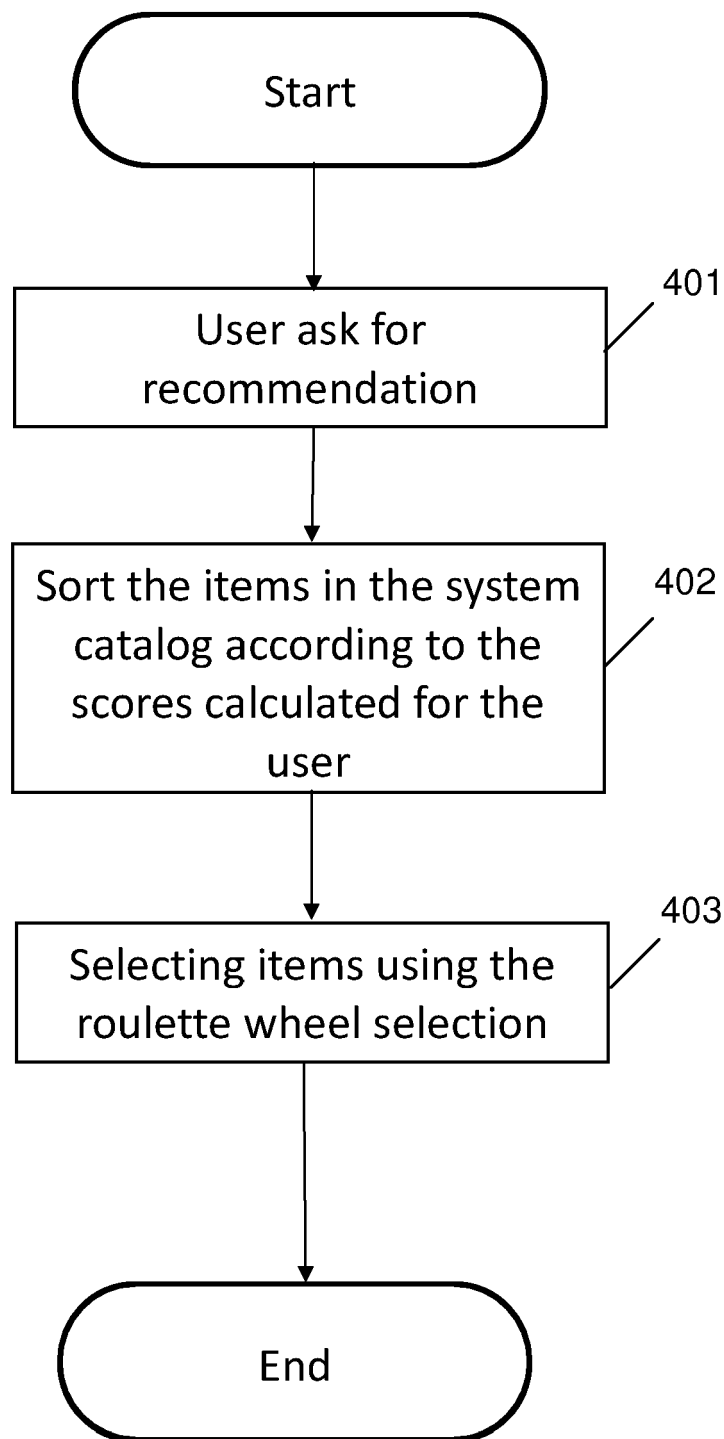 Start
401
User ask for
recommendation
402
Sort the items in the system
catalog according to the
scores calculated for the
user
403
Selecting items using the
roulette wheel selection
End